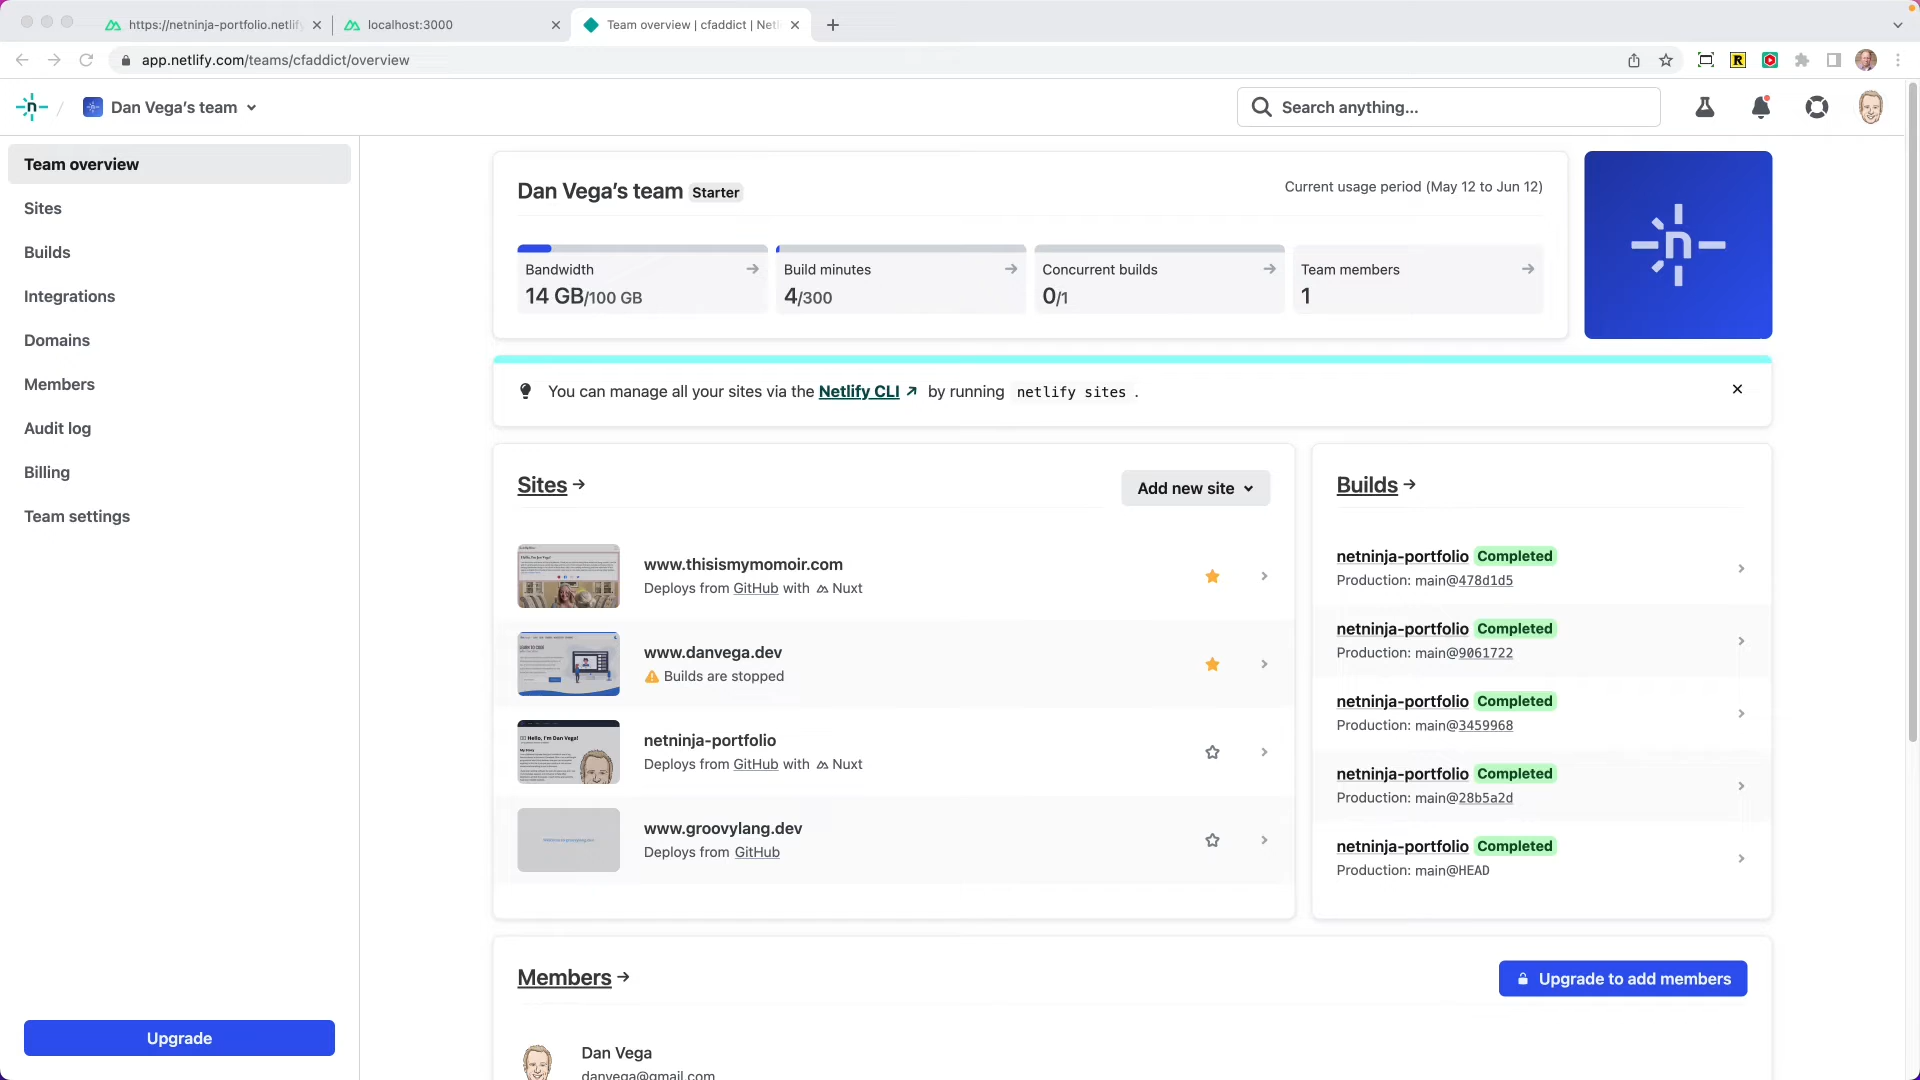 https://netninja-portfolio.netlify
localhost:3000
Team overview | cfaddict | Netl
app.netlify.com/teams/cfaddict/overview
Dan Vega's team
Search anything...
Team overview
Sites
Builds
Integrations
Domains
Members
Audit log
Billing
Team settings
Upgrade
Dan Vega's team Starter
Current usage period (May 12 to Jun 12)
Bandwidth
14 GB/100 GB
Build minutes
4/300
Concurrent builds
0/1
Team members
1
You can manage all your sites via the Netlify CLI ↗ by running netlify sites .
Sites →
Add new site
www.thisismymomoir.com
Deploys from GitHub with Nuxt
www.danvega.dev
Builds are stopped
netninja-portfolio
Deploys from GitHub with Nuxt
www.groovylang.dev
Deploys from GitHub
Builds →
netninja-portfolio Completed
Production: main@478d1d5
netninja-portfolio Completed
Production: main@9061722
netninja-portfolio Completed
Production: main@3459968
netninja-portfolio Completed
Production: main@28b5a2d
netninja-portfolio Completed
Production: main@HEAD
Members →
Upgrade to add members
Dan Vega
danvega@gmail.com